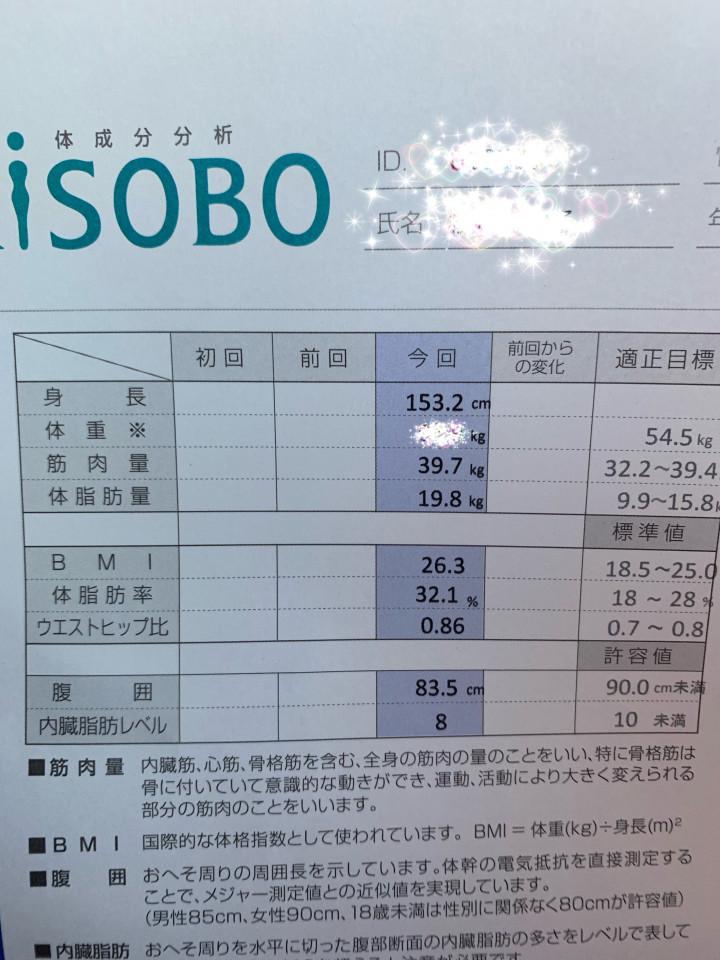 体成分分析
iSOBO
ID.
氏名
初回 前回 今回 前回からの変化 適正目標
身長 153.2 cm
体重※ kg 54.5 kg
筋肉量 39.7 kg 32.2～39.4
体脂肪量 19.8 kg 9.9～15.8
標準値
BMI 26.3 18.5～25.0
体脂肪率 32.1 % 18 ～ 28 %
ウエストヒップ比 0.86 0.7 ～ 0.8
許容値
腹囲 83.5 cm 90.0 cm未満
内臓脂肪レベル 8 10 未満
■筋肉量 内臓筋、心筋、骨格筋を含む、全身の筋肉の量のことをいい、特に骨格筋は
骨に付いていて意識的な動きができ、運動、活動により大きく変えられる
部分の筋肉のことをいいます。
■BMI 国際的な体格指数として使われています。 BMI = 体重(kg)÷身長(m)²
■腹囲 おへそ周りの周囲長を示しています。体幹の電気抵抗を直接測定する
ことで、メジャー測定値との近似値を実現しています。
(男性85cm、女性90cm、18歳未満は性別に関係なく80cmが許容値)
■内臓脂肪 おへそ周りを水平に切った腹部断面の内臓脂肪の多さをレベルで表して